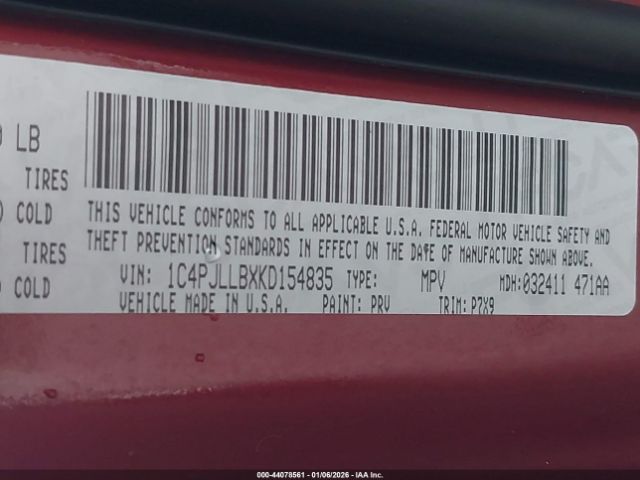 LB
TIRES
COLD
TIRES
COLD
THIS VEHICLE CONFORMS TO ALL APPLICABLE U.S.A. FEDERAL MOTOR VEHICLE SAFETY AND
THEFT PREVENTION STANDARDS IN EFFECT ON THE DATE OF MANUFACTURE SHOWN ABOVE.
VIN: 1C4PJLLBXKD154835 TYPE: MPV MDH:032411 471AA
VEHICLE MADE IN U.S.A. PAINT: PRV TRIM: P7X9
000-44078561 - 01/06/2026 - IAA Inc.